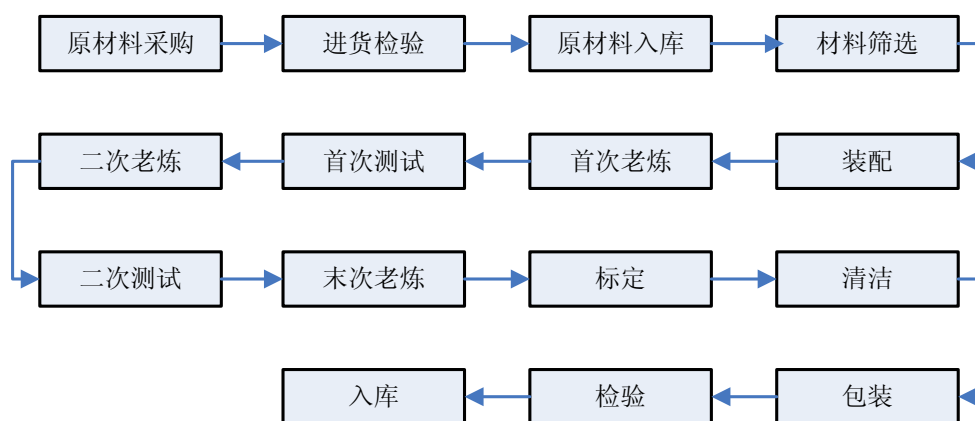 原材料采购 进货检验 原材料入库 材料筛选
二次老炼 首次测试 首次老炼 装配
二次测试 末次老炼 标定 清洁
入库 检验 包装